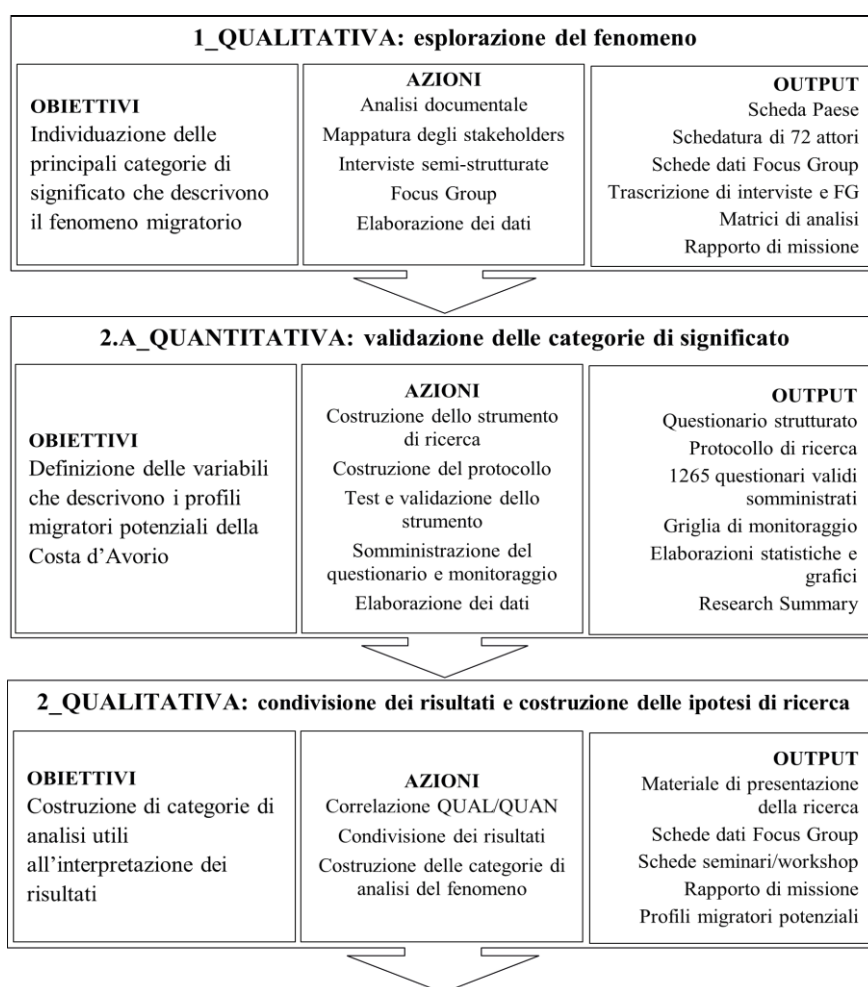 1_QUALITATIVA: esplorazione del fenomeno
OBIETTIVI
Individuazione delle
principali categorie di
significato che descrivono
il fenomeno migratorio
AZIONI
Analisi documentale
Mappatura degli stakeholders
Interviste semi-strutturate
Focus Group
Elaborazione dei dati
OUTPUT
Scheda Paese
Schedatura di 72 attori
Schede dati Focus Group
Trascrizione di interviste e FG
Matrici di analisi
Rapporto di missione
2.A_QUANTITATIVA: validazione delle categorie di significato
OBIETTIVI
Definizione delle variabili
che descrivono i profili
migratori potenziali della
Costa d’Avorio
AZIONI
Costruzione dello strumento
di ricerca
Costruzione del protocollo
Test e validazione dello
strumento
Somministrazione del
questionario e monitoraggio
Elaborazione dei dati
OUTPUT
Questionario strutturato
Protocollo di ricerca
1265 questionari validi
somministrati
Griglia di monitoraggio
Elaborazioni statistiche e
grafici
Research Summary
2_QUALITATIVA: condivisione dei risultati e costruzione delle ipotesi di ricerca
OBIETTIVI
Costruzione di categorie di
analisi utili
all’interpretazione dei
risultati
AZIONI
Correlazione QUAL/QUAN
Condivisione dei risultati
Costruzione delle categorie di
analisi del fenomeno
OUTPUT
Materiale di presentazione
della ricerca
Schede dati Focus Group
Schede seminari/workshop
Rapporto di missione
Profili migratori potenziali